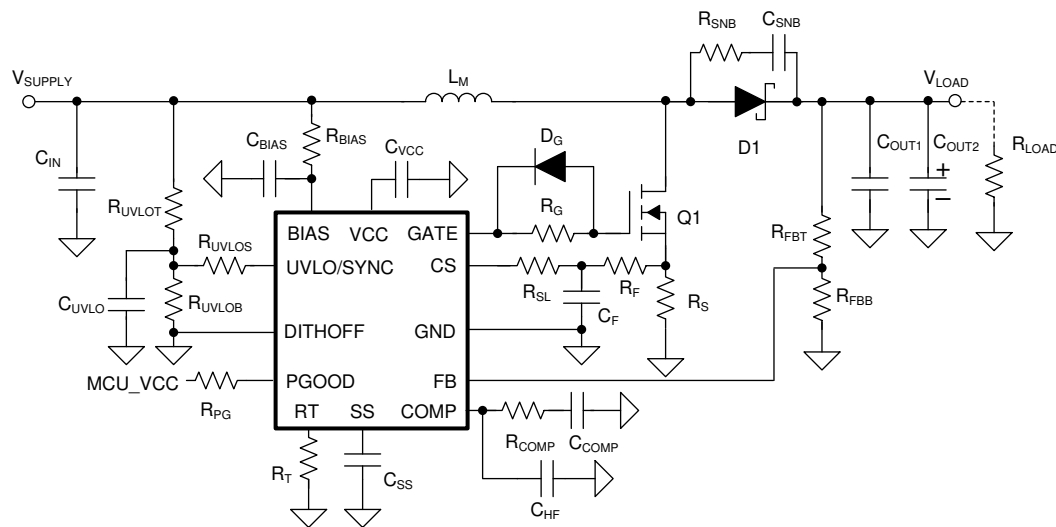 RSNB
CSNB
VSUPPLY
LM
VLOAD
CIN
RBIAS
CBIAS
CVCC
DG
D1
COUT1
COUT2
RLOAD
+
–
RUVLOT
RG
Q1
BIAS
VCC
GATE
RFBT
RUVLOS
UVLO/SYNC
CS
RSL
RF
RS
RFBB
CUVLO
RUVLOB
CF
DITHOFF
GND
MCU_VCC
PGOOD
FB
RPG
RT
SS
COMP
RCOMP
CCOMP
RT
CSS
CHF